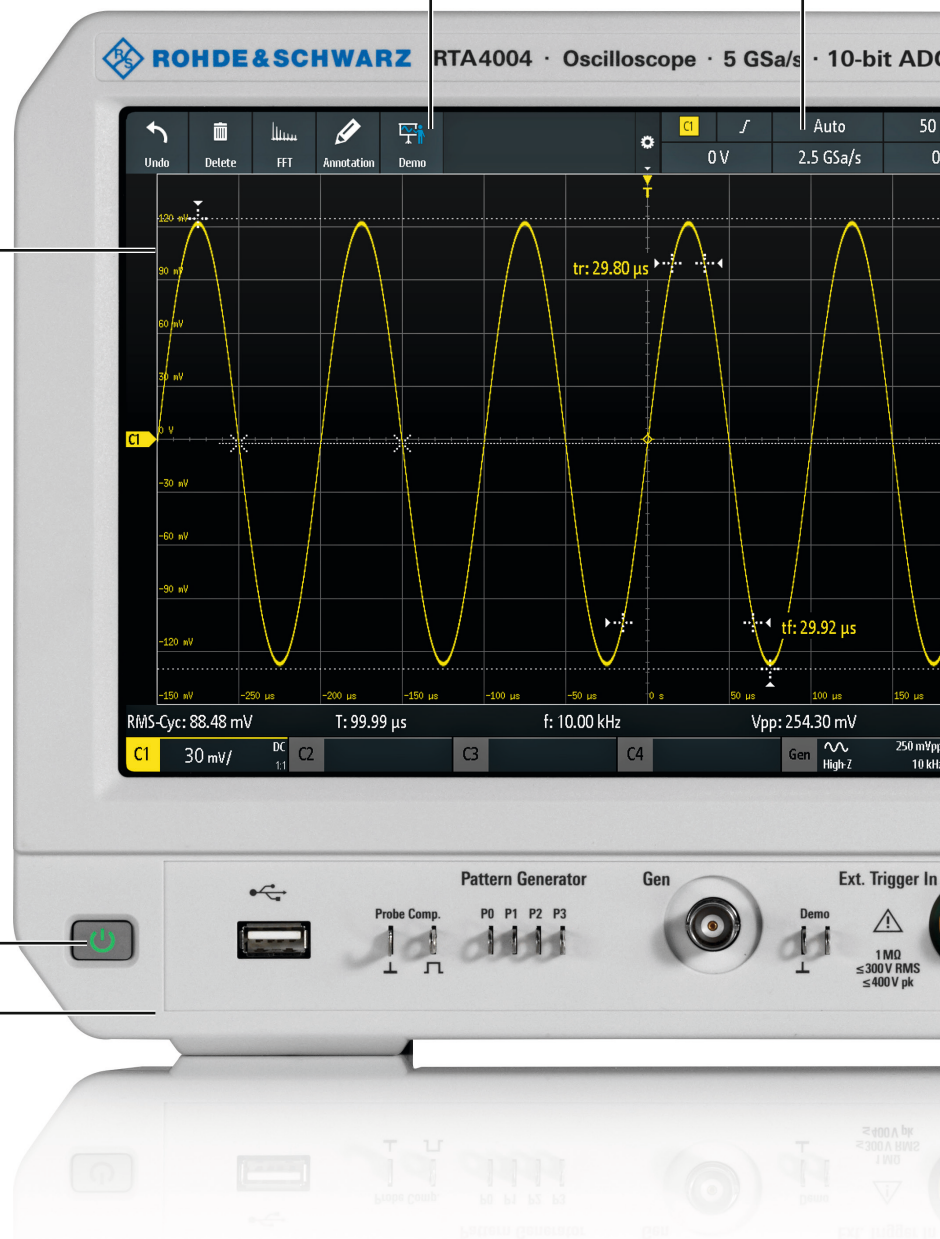 R&S ROHDE&SCHWARZ RTA4004 · Oscilloscope · 5 GSa/s · 10-bit ADC
Undo Delete FFT Annotation Demo
C1 Auto 50
0 V 2.5 GSa/s 0
T
120 mV
90 mV
tr: 29.80 µs
60 mV
30 mV
C1 0 V
-30 mV
-60 mV
-90 mV
-120 mV
tf: 29.92 µs
-150 mV -250 µs -200 µs -150 µs -100 µs -50 µs 0 s 50 µs 100 µs 150 µs
RMS-Cyc: 88.48 mV T: 99.99 µs f: 10.00 kHz Vpp: 254.30 mV
C1 30 mV/ DC 1:1 C2 C3 C4 Gen High-Z 250 mVpp 10 kHz
Pattern Generator Gen Ext. Trigger In
Probe Comp. P0 P1 P2 P3 Demo
1 MΩ
≤300 V RMS
≤400 V pk